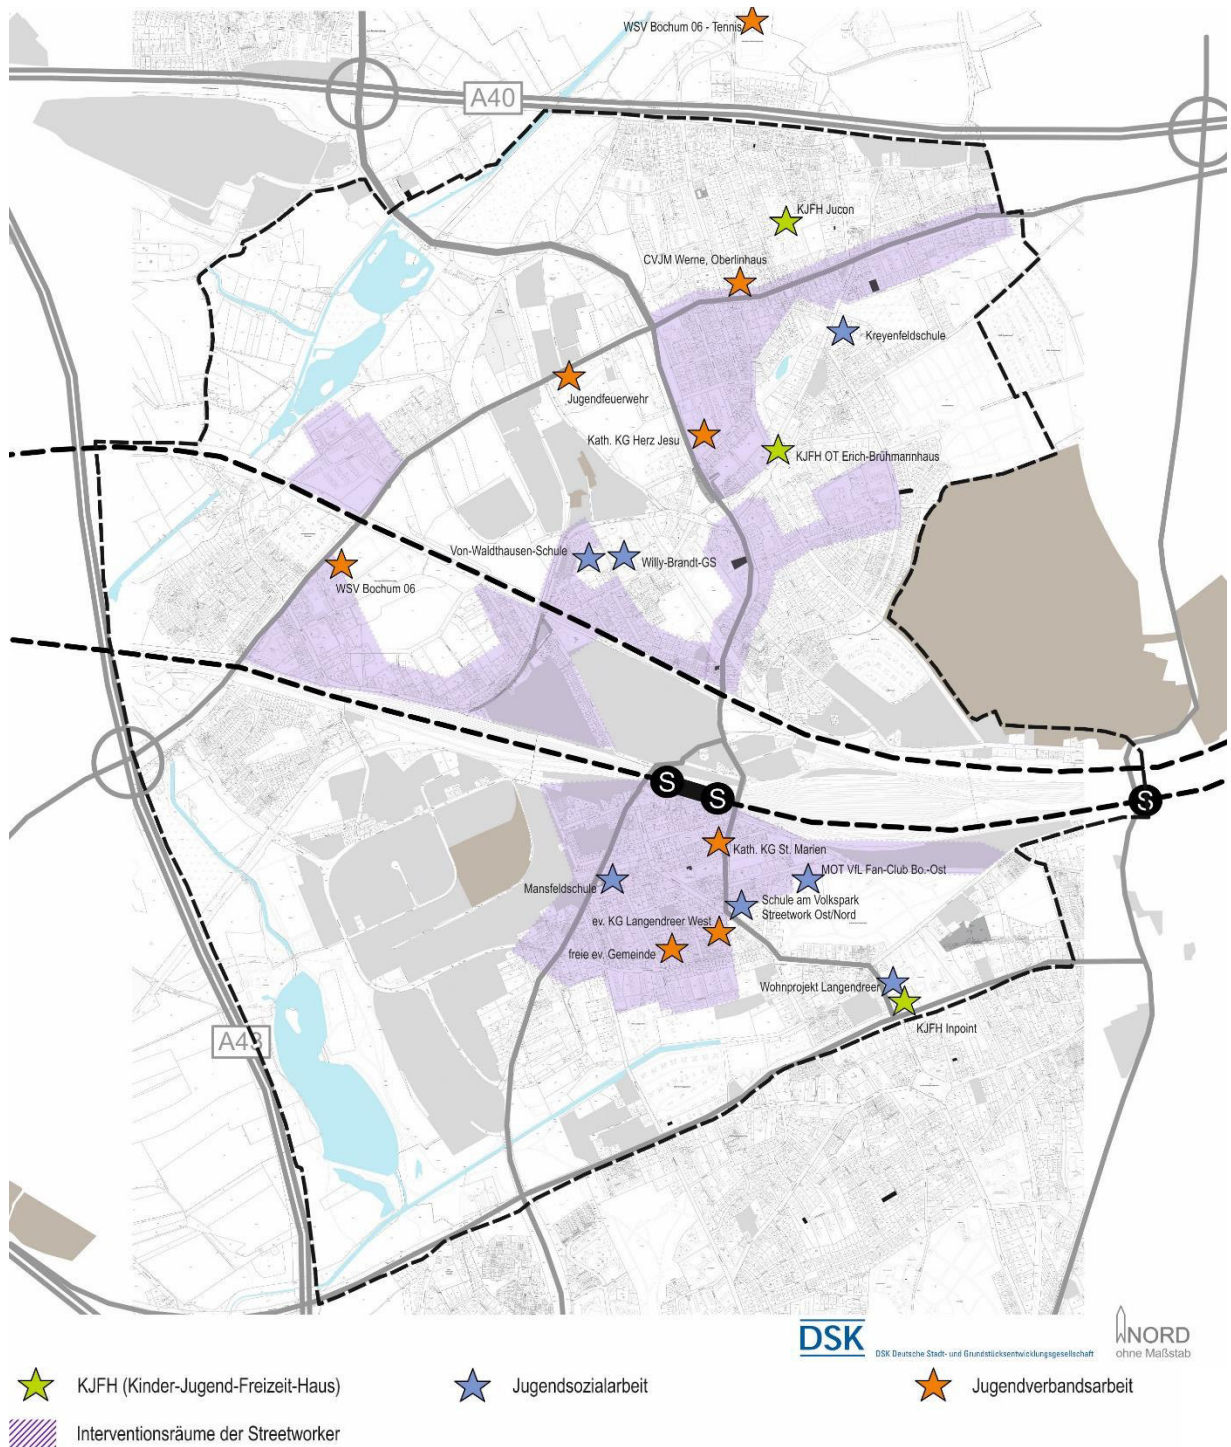 WSV Bochum 06 - Tennis
A40
KJFH Jucon
CVJM Werne, Oberlinhaus
Kreyenfeldschule
Jugendfeuerwehr
Kath. KG Herz Jesu
KJFH OT Erich-Brühmannhaus
Von-Waldthausen-Schule
Willy-Brandt-GS
WSV Bochum 06
S
S
S
Kath. KG St. Marien
MOT VfL Fan-Club Bo.-Ost
Mansfeldschule
Schule am Volkspark
Streetwork Ost/Nord
ev. KG Langendreer West
freie ev. Gemeinde
Wohnprojekt Langendreer
KJFH Inpoint
A43
DSK
DSK Deutsche Stadt- und Grundstücksentwicklungsgesellschaft
NORD
ohne Maßstab
KJFH (Kinder-Jugend-Freizeit-Haus)
Jugendsozialarbeit
Jugendverbandsarbeit
Interventionsräume der Streetworker